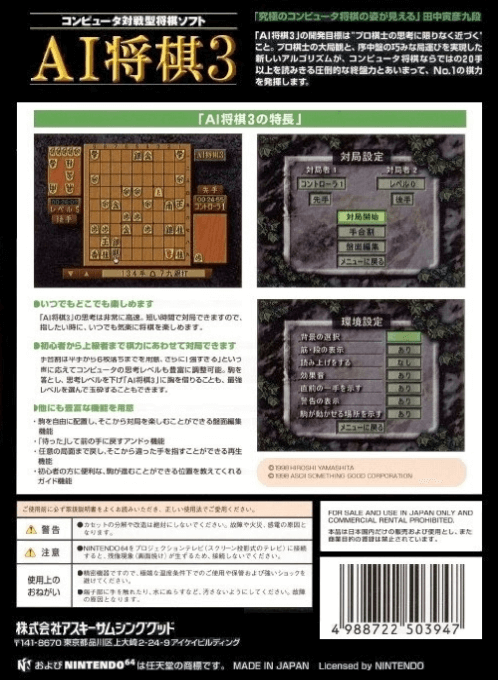 コンピュータ対戦型将棋ソフト
AI将棋3
「究極のコンピュータ将棋の姿が見える」田中寅彦九段
「AI将棋3」の開発目標は“プロ棋士の思考に限りなく近づく”
こと。プロ棋士の大局観と、序中盤の巧みな局運びを実現した
新しいアルゴリズムが、コンピュータ将棋ならではの20手
以上を読みきる圧倒的な終盤力とあいまって、No.1の棋力
を発揮します。
「AI将棋3」の特長
AI将棋3
先手
コントローラ1
レベル5
後手
対局設定
対局者1
対局者2
コントローラ1
レベル0
先手
後手
対局開始
手合割
盤面編集
メニューに戻る
いつでもどこでも楽しめます
「AI将棋3」の思考は非常に高速。短い時間で対局できますので、
指したい時に、いつでも気楽に将棋を楽しめます。
初心者から上級者まで棋力にあわせて対局できます
手合割は平手から六枚落ちまでを用意、さらに「強すぎる」といっ
た声に応えてコンピュータの思考レベルも豊富に調整可能。駒を
落とし、思考レベルを下げ「AI将棋3」に胸を借りることも、最強
レベルを選んで玉砕することもできます。
他にも豊富な機能を用意
・駒を自由に配置し、そこから対局を楽しむことができる盤面編集
機能
・「待った」して前の手に戻すアンドゥ機能
・任意の局面まで戻し、そこから違った手を指すことができる再生
機能
・初心者の方に便利な、駒が進むことができる位置を教えてくれる
ガイド機能
環境設定
背景の選択
筋・段の表示
あり
読み上げをする
なし
効果音
あり
直前の一手を示す
あり
警告の表示
あり
駒が動かせる場所を示す
なし
メニューに戻る
©1998 HIROSHI YAMASHITA
©1998 ASCII SOMETHING GOOD CORPORATION
ご使用前に必ず取扱説明書をよくお読みいただき、正しい使用法でご愛用ください。
警告
●カセットの分解や改造は絶対にしないでください。故障や火災、感電の原因と
なります。
注意
●NINTENDO64をプロジェクションテレビ(スクリーン投影式のテレビ)に接続
すると、残像現象(画面焼け)が生ずるため、接続しないでください。
使用上の
おねがい
●精密機器ですので、極端な温度条件下でのご使用や保管および強いショックを
避けてください。
●端子部に手を触れたり、水にぬらすなど、汚さないようにしてください。故障
の原因となります。
FOR SALE AND USE IN JAPAN ONLY AND
COMMERCIAL RENTAL PROHIBITED.
本品は日本国内だけの販売および使用とし、また
商業目的の賃貸は禁止されています。
4 988722 503947
株式会社アスキーサムシンググッド
〒141-8670 東京都品川区上大崎2-24-9 アイケイビルディング
およびNINTENDO64は任天堂の商標です。 MADE IN JAPAN Licensed by NINTENDO